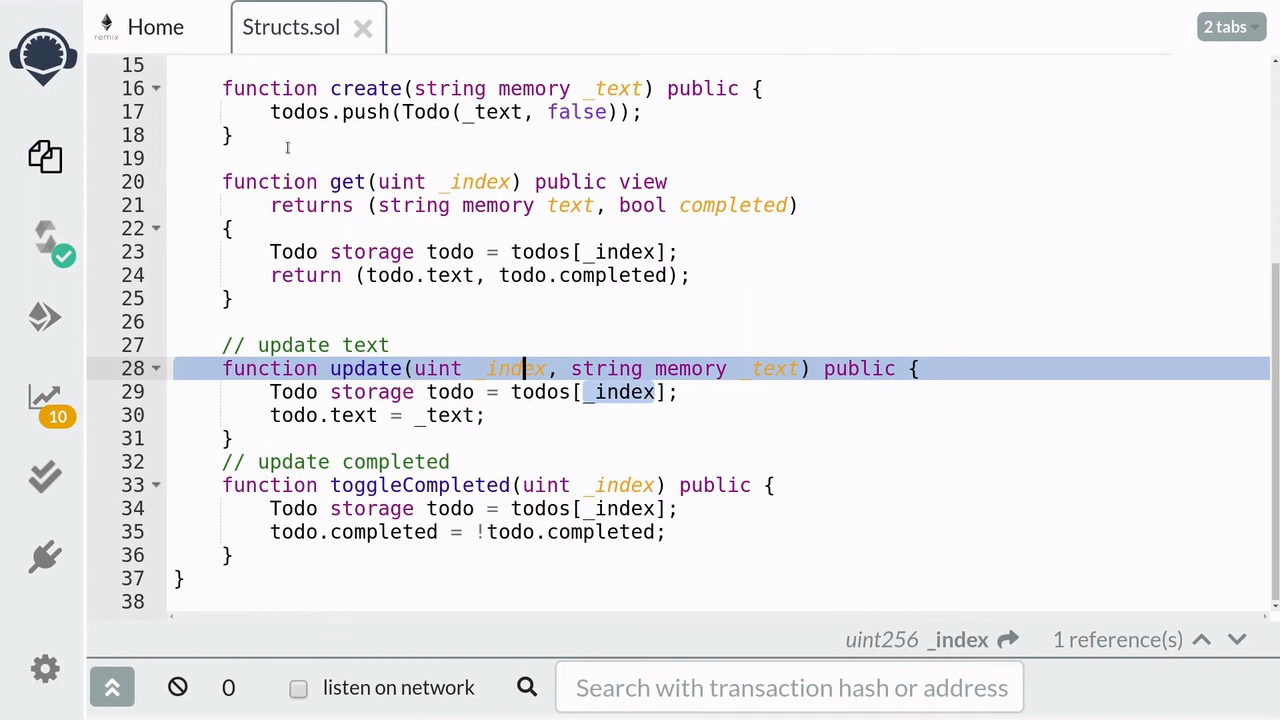 remix
Home
Structs.sol
2 tabs
15
16 function create(string memory _text) public {
17 todos.push(Todo(_text, false));
18 }
19
20 function get(uint _index) public view
21 returns (string memory text, bool completed)
22 {
23 Todo storage todo = todos[_index];
24 return (todo.text, todo.completed);
25 }
26
27 // update text
28 function update(uint _index, string memory _text) public {
29 Todo storage todo = todos[_index];
30 todo.text = _text;
31 }
32 // update completed
33 function toggleCompleted(uint _index) public {
34 Todo storage todo = todos[_index];
35 todo.completed = !todo.completed;
36 }
37 }
38
10
uint256 _index 1 reference(s)
0 listen on network Search with transaction hash or address